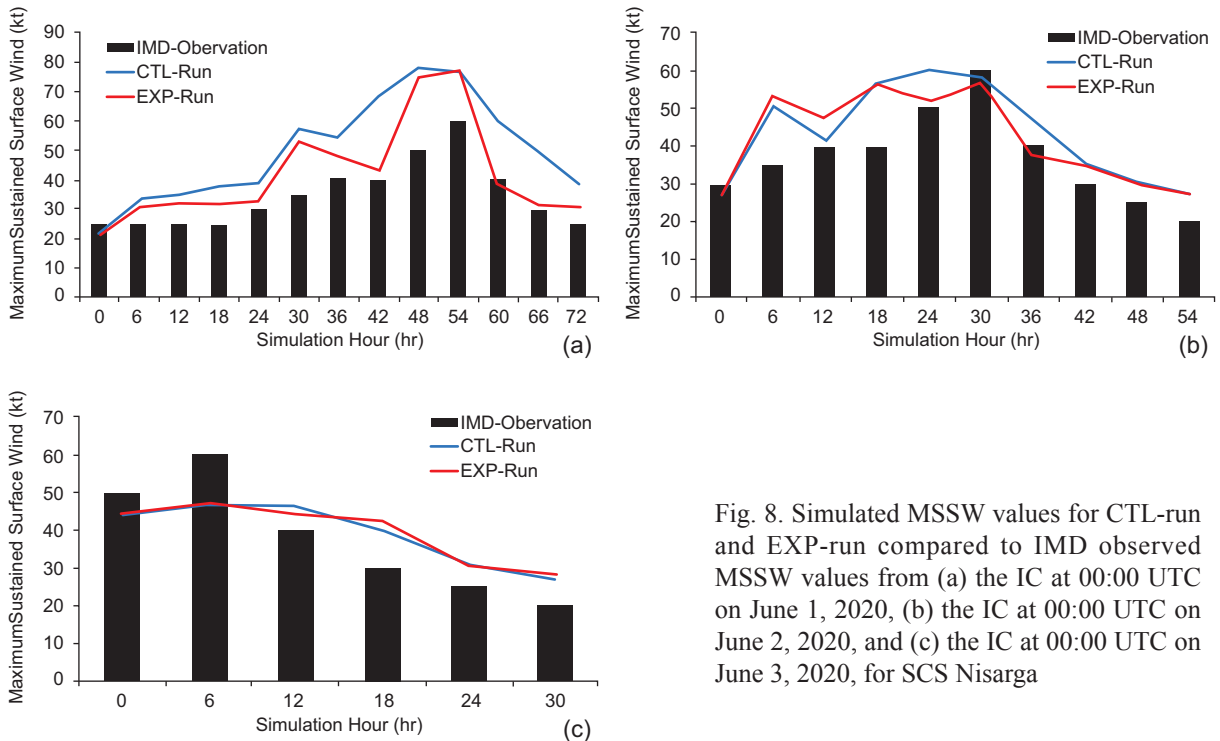 MaximumSustained Surface Wind (kt)
90
80
70
60
50
40
30
20
10
0
IMD-Obervation
CTL-Run
EXP-Run
0 6 12 18 24 30 36 42 48 54 60 66 72
Simulation Hour (hr)
(a)
MaximumSustained Surface Wind (kt)
70
60
50
40
30
20
10
0
IMD-Obervation
CTL-Run
EXP-Run
0 6 12 18 24 30 36 42 48 54
Simulation Hour (hr)
(b)
MaximumSustained Surface Wind (kt)
70
60
50
40
30
20
10
0
IMD-Obervation
CTL-Run
EXP-Run
0 6 12 18 24 30
Simulation Hour (hr)
(c)
Fig. 8. Simulated MSSW values for CTL-run
and EXP-run compared to IMD observed
MSSW values from (a) the IC at 00:00 UTC
on June 1, 2020, (b) the IC at 00:00 UTC on
June 2, 2020, and (c) the IC at 00:00 UTC on
June 3, 2020, for SCS Nisarga